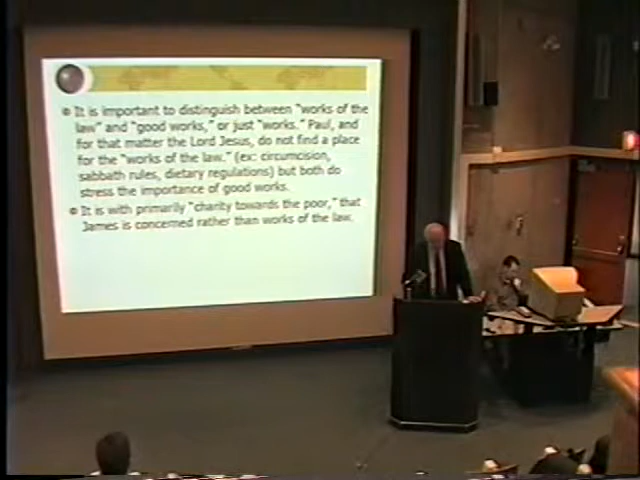 It is important to distinguish between "works of the
law" and "good works," or just "works." Paul, and
for that matter the Lord Jesus, do not find a place
for the "works of the law." (ex: circumcision,
sabbath rules, dietary regulations) but both do
stress the importance of good works.
It is with primarily "charity towards the poor," that
James is concerned rather than works of the law.